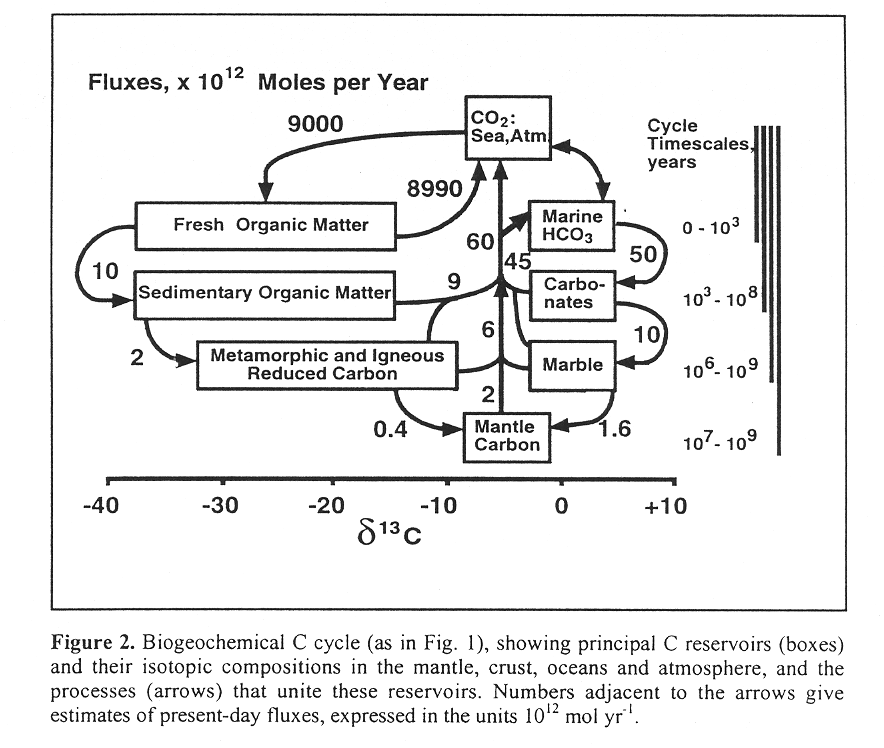 Fluxes, x 10¹² Moles per Year
CO₂:
Sea,Atm.
9000
8990
Cycle
Timescales,
years
Fresh Organic Matter
Marine
HCO₃
60
0 - 10³
50
45
10
9
Sedimentary Organic Matter
Carbo-
nates
10³ - 10⁸
6
10
2
Metamorphic and Igneous
Reduced Carbon
Marble
10⁶ - 10⁹
2
0.4
Mantle
Carbon
1.6
10⁷ - 10⁹
-40 -30 -20 -10 0 +10
δ¹³C
Figure 2. Biogeochemical C cycle (as in Fig. 1), showing principal C reservoirs (boxes)
and their isotopic compositions in the mantle, crust, oceans and atmosphere, and the
processes (arrows) that unite these reservoirs. Numbers adjacent to the arrows give
estimates of present-day fluxes, expressed in the units 10¹² mol yr⁻¹.